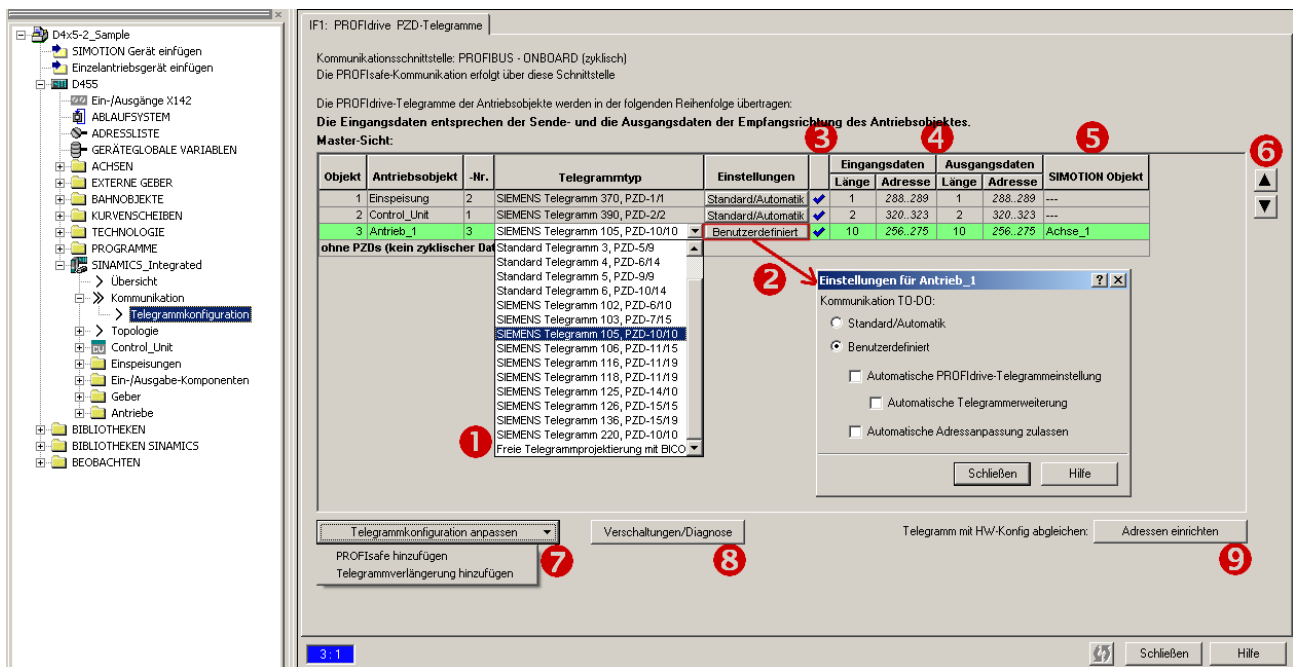 D4x5-2_Sample
SIMOTION Gerät einfügen
Einzelantriebsgerät einfügen
D455
Ein-/Ausgänge X142
ABLAUFSYSTEM
ADRESSLISTE
GERÄTEGLOBALE VARIABLEN
ACHSEN
EXTERNE GEBER
BAHNOBJEKTE
KURVENSCHEIBEN
TECHNOLOGIE
PROGRAMME
SINAMICS_Integrated
Übersicht
Kommunikation
Telegrammkonfiguration
Topologie
Control_Unit
Einspeisungen
Ein-/Ausgabe-Komponenten
Geber
Antriebe
BIBLIOTHEKEN
BIBLIOTHEKEN SINAMICS
BEOBACHTEN
IF1: PROFIdrive PZD-Telegramme
Kommunikationsschnittstelle: PROFIBUS - ONBOARD (zyklisch)
Die PROFIsafe-Kommunikation erfolgt über diese Schnittstelle
Die PROFIdrive-Telegramme der Antriebsobjekte werden in der folgenden Reihenfolge übertragen:
Die Eingangsdaten entsprechen der Sende- und die Ausgangsdaten der Empfangsrichtung des Antriebsobjektes.
Master-Sicht:
3 4 5 6
Eingangsdaten Ausgangsdaten
Objekt Antriebsobjekt -Nr. Telegrammtyp Einstellungen Länge Adresse Länge Adresse SIMOTION Objekt
1 Einspeisung 2 SIEMENS Telegramm 370, PZD-1/1 Standard/Automatik 1 288..289 1 288..289 ---
2 Control_Unit 1 SIEMENS Telegramm 390, PZD-2/2 Standard/Automatik 2 320..323 2 320..323 ---
3 Antrieb_1 3 SIEMENS Telegramm 105, PZD-10/10 Benutzerdefiniert 10 256..275 10 256..275 Achse_1
ohne PZDs (kein zyklischer Dat
Standard Telegramm 3, PZD-5/9
Standard Telegramm 4, PZD-6/14
Standard Telegramm 5, PZD-9/9
Standard Telegramm 6, PZD-10/14
SIEMENS Telegramm 102, PZD-6/10
SIEMENS Telegramm 103, PZD-7/15
SIEMENS Telegramm 105, PZD-10/10
SIEMENS Telegramm 106, PZD-11/15
SIEMENS Telegramm 116, PZD-11/19
SIEMENS Telegramm 118, PZD-11/19
SIEMENS Telegramm 125, PZD-14/10
SIEMENS Telegramm 126, PZD-15/15
SIEMENS Telegramm 136, PZD-15/19
SIEMENS Telegramm 220, PZD-10/10
Freie Telegrammprojektierung mit BICO
1
2
Einstellungen für Antrieb_1
Kommunikation TO-DO:
Standard/Automatik
Benutzerdefiniert
Automatische PROFIdrive-Telegrammeinstellung
Automatische Telegrammerweiterung
Automatische Adressanpassung zulassen
Schließen Hilfe
Telegrammkonfiguration anpassen
PROFIsafe hinzufügen
Telegrammverlängerung hinzufügen
7
Verschaltungen/Diagnose
8
Telegramm mit HW-Konfig abgleichen: Adressen einrichten
9
3 : 1
Schließen Hilfe